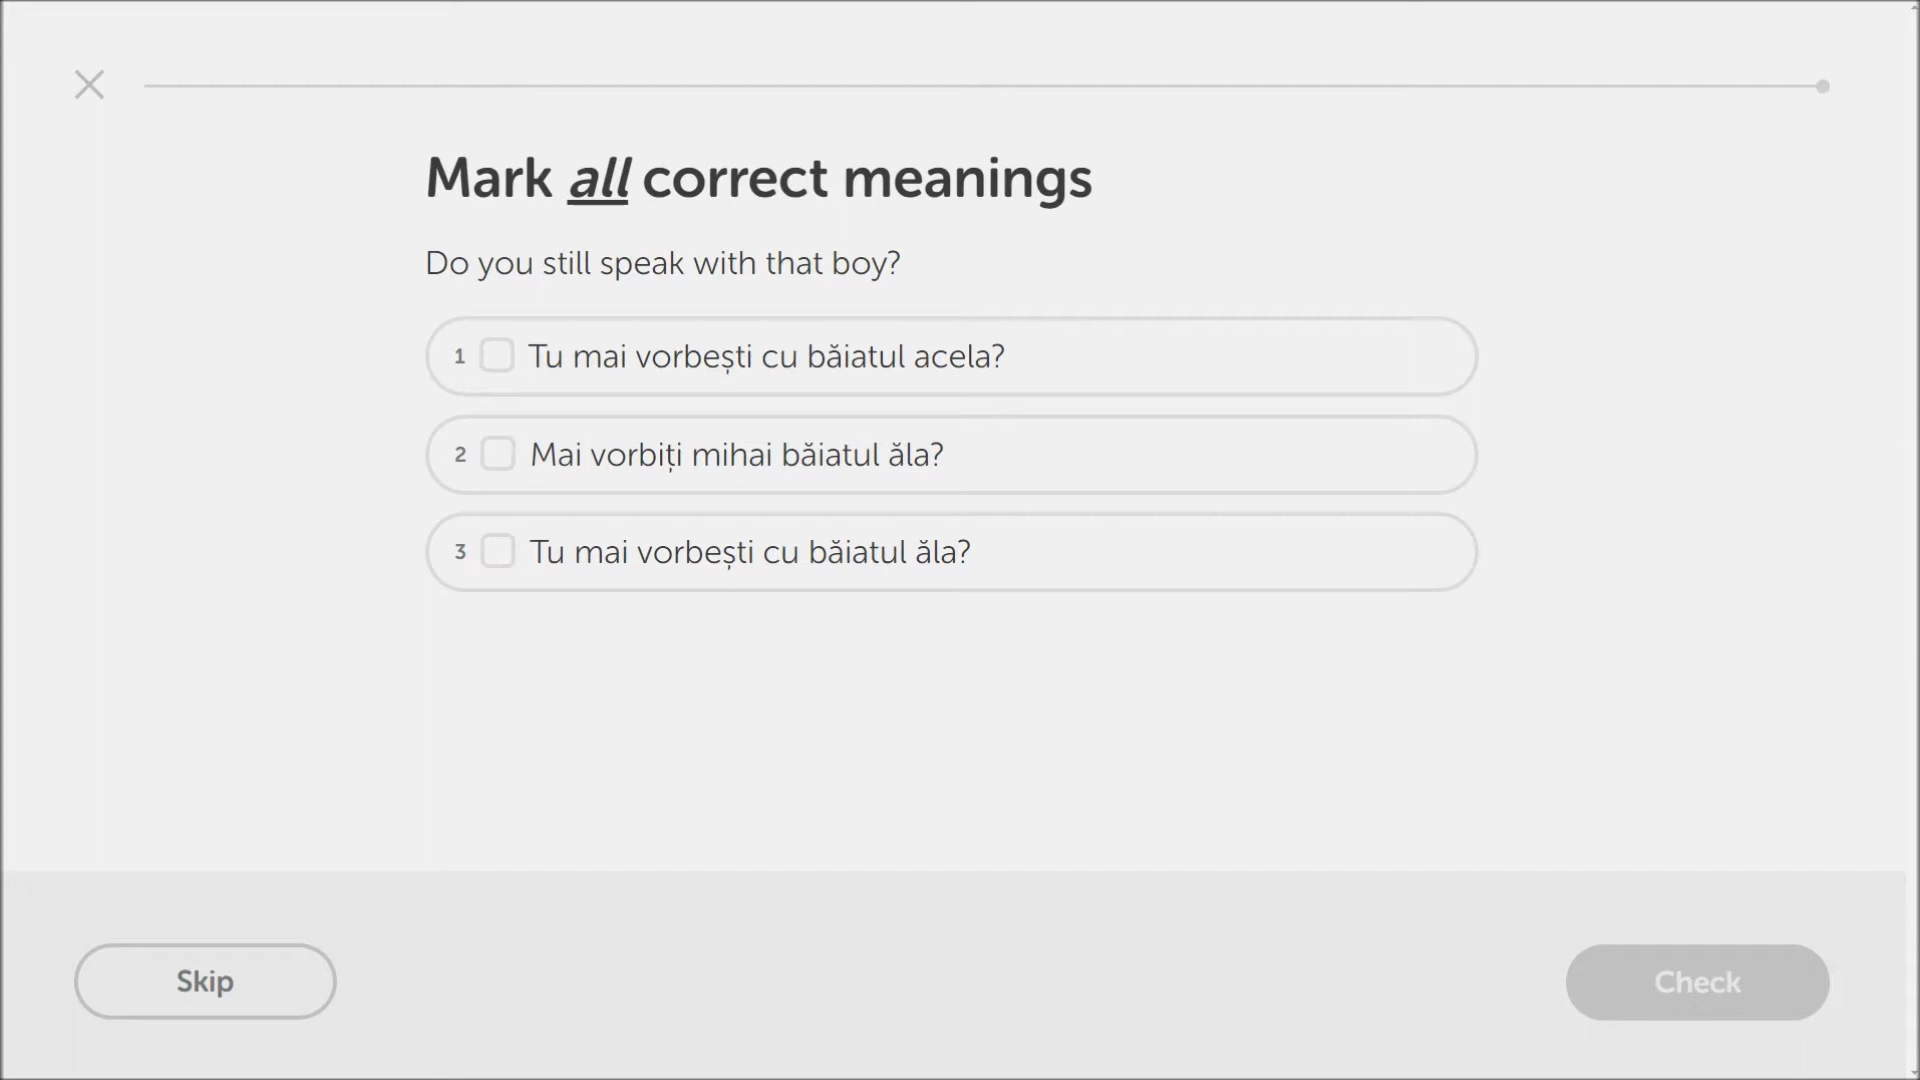 Mark all correct meanings
Do you still speak with that boy?
1 Tu mai vorbești cu băiatul acela?
2 Mai vorbiți mihai băiatul ăla?
3 Tu mai vorbești cu băiatul ăla?
Skip
Check